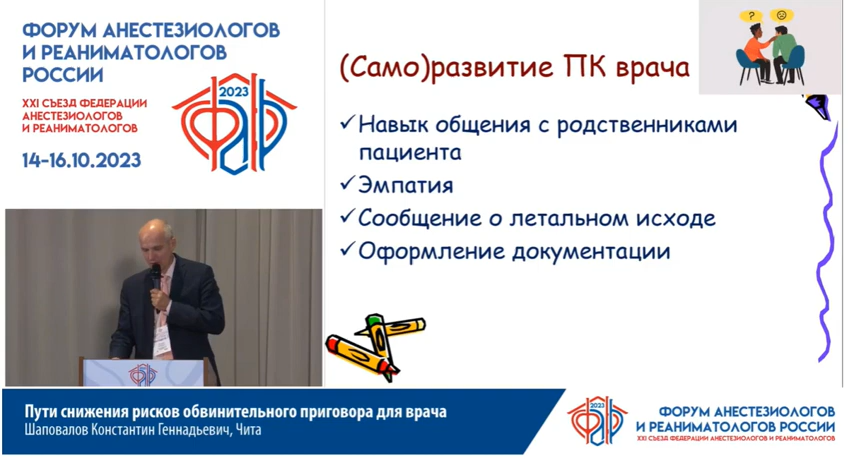 ФОРУМ АНЕСТЕЗИОЛОГОВ
И РЕАНИМАТОЛОГОВ
РОССИИ
XXI СЪЕЗД ФЕДЕРАЦИИ
АНЕСТЕЗИОЛОГОВ
И РЕАНИМАТОЛОГОВ
14-16.10.2023
2023
ФАР
(Само)развитие ПК врача
?
✓Навык общения с родственниками
пациента
✓Эмпатия
✓Сообщение о летальном исходе
✓Оформление документации
Пути снижения рисков обвинительного приговора для врача
Шаповалов Константин Геннадьевич, Чита
2023
ФАР
ФОРУМ АНЕСТЕЗИОЛОГОВ
И РЕАНИМАТОЛОГОВ РОССИИ
XXI СЪЕЗД ФЕДЕРАЦИИ АНЕСТЕЗИОЛОГОВ И РЕАНИМАТОЛОГОВ